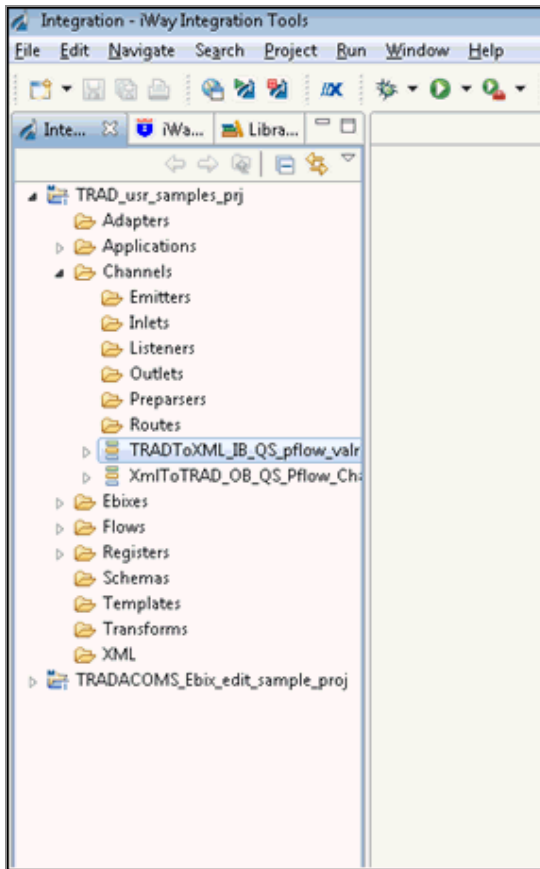 Integration - iWay Integration Tools
File Edit Navigate Search Project Run Window Help
Inte... iWa... Libra...
TRAD_usr_samples_prj
Adapters
Applications
Channels
Emitters
Inlets
Listeners
Outlets
Preparsers
Routes
TRADToXML_IB_QS_pflow_valr
XmlToTRAD_OB_QS_Pflow_Cha
Ebixes
Flows
Registers
Schemas
Templates
Transforms
XML
TRADACOMS_Ebix_edit_sample_proj